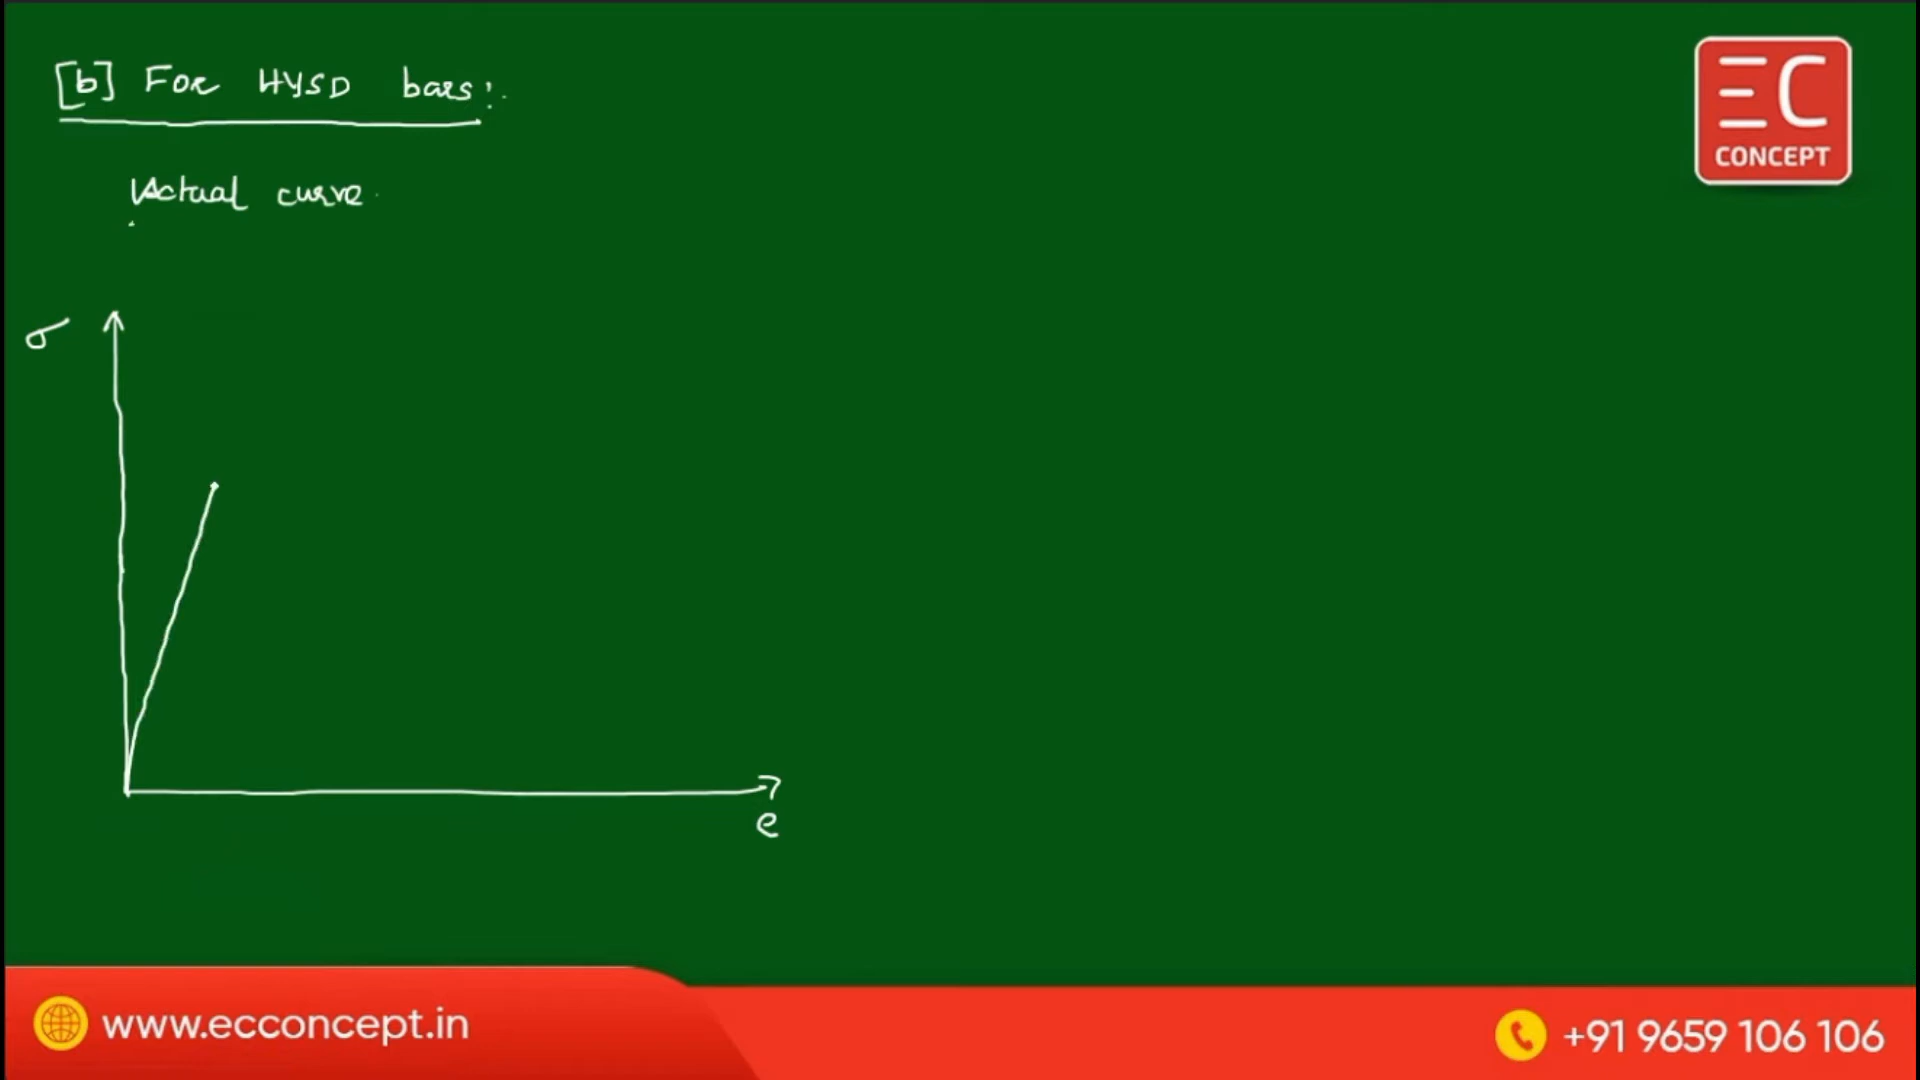 [b] For HYSD bars:
Actual curve
σ
e
EC
CONCEPT
www.ecconcept.in
+91 9659 106 106